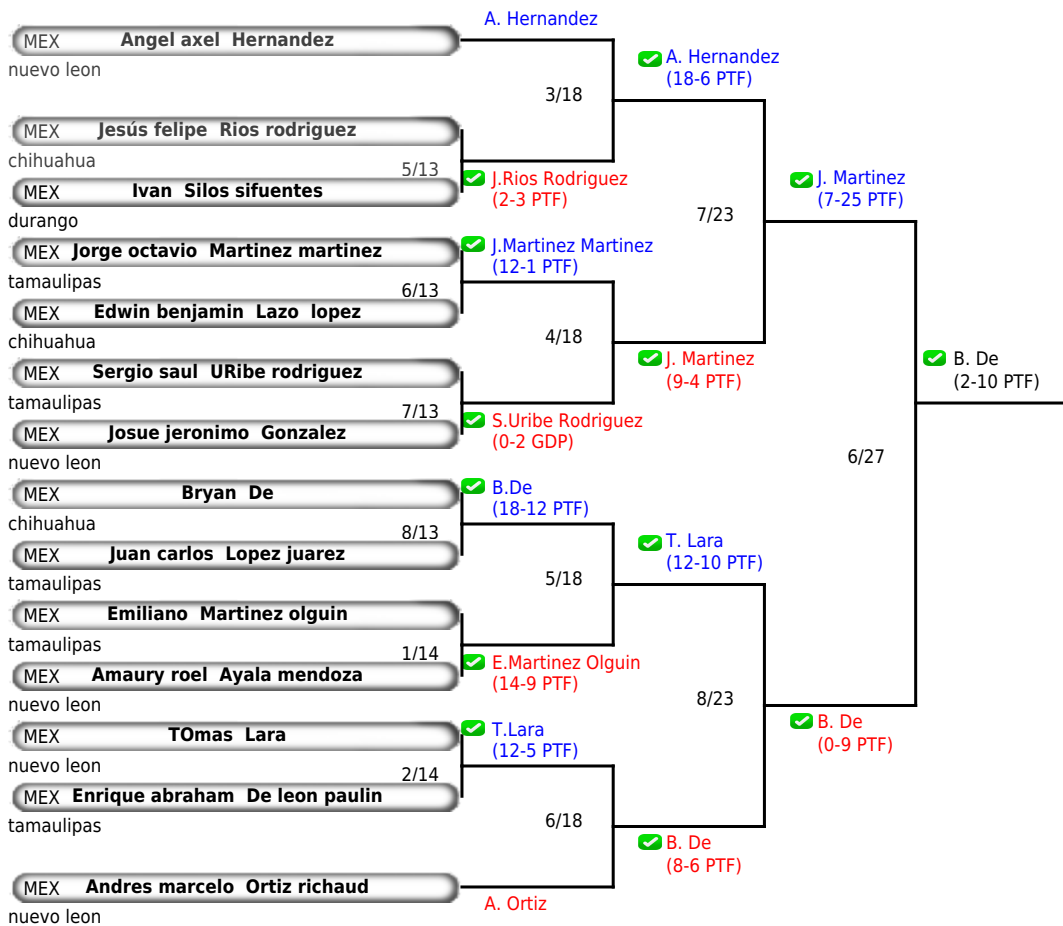 A. Hernandez
MEX Angel axel Hernandez
nuevo leon
A. Hernandez
(18-6 PTF)
3/18
MEX Jesús felipe Rios rodriguez
chihuahua
5/13
MEX Ivan Silos sifuentes
durango
J.Rios Rodriguez
(2-3 PTF)
J. Martinez
(7-25 PTF)
7/23
MEX Jorge octavio Martinez martinez
tamaulipas
J.Martinez Martinez
(12-1 PTF)
6/13
MEX Edwin benjamin Lazo lopez
chihuahua
4/18
J. Martinez
(9-4 PTF)
MEX Sergio saul URibe rodriguez
tamaulipas
7/13
MEX Josue jeronimo Gonzalez
nuevo leon
S.Uribe Rodriguez
(0-2 GDP)
B. De
(2-10 PTF)
6/27
MEX Bryan De
chihuahua
B.De
(18-12 PTF)
8/13
MEX Juan carlos Lopez juarez
tamaulipas
5/18
T. Lara
(12-10 PTF)
MEX Emiliano Martinez olguin
tamaulipas
1/14
MEX Amaury roel Ayala mendoza
nuevo leon
E.Martinez Olguin
(14-9 PTF)
8/23
B. De
(0-9 PTF)
MEX TOmas Lara
nuevo leon
T.Lara
(12-5 PTF)
2/14
MEX Enrique abraham De leon paulin
tamaulipas
6/18
B. De
(8-6 PTF)
MEX Andres marcelo Ortiz richaud
nuevo leon
A. Ortiz